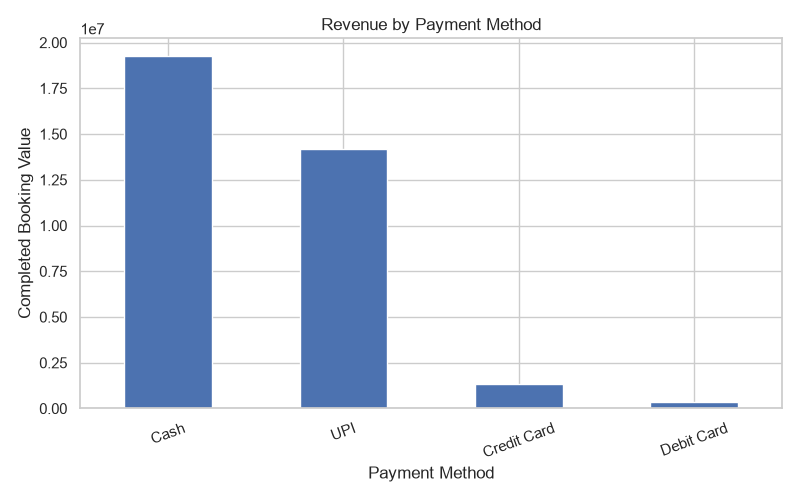 Revenue by Payment Method
1e7
2.00
1.75
1.50
1.25
1.00
0.75
0.50
0.25
0.00
Completed Booking Value
Cash
UPI
Credit Card
Debit Card
Payment Method